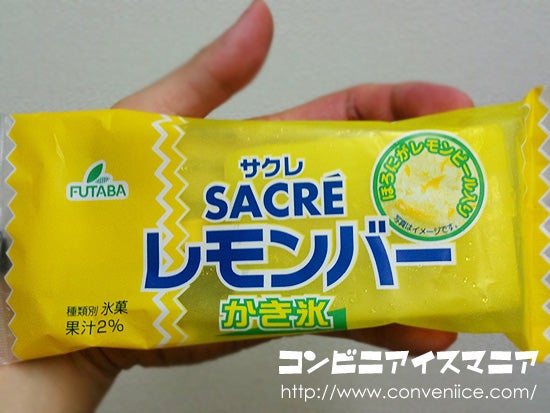 FUTABA
サクレ
SACRÉ
レモンバー
かき氷
ほろにがレモンピール入り
写真はイメージです。
種類別 氷菓
果汁2%
コンビニアイスマニア
http://www.conveniice.com/